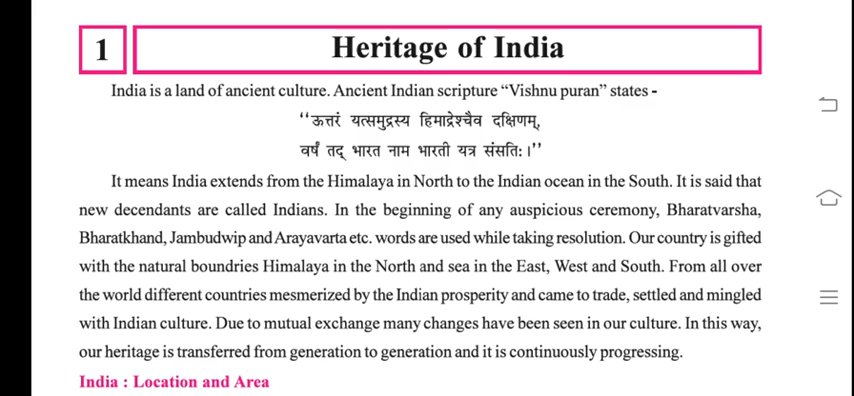 1
Heritage of India
India is a land of ancient culture. Ancient Indian scripture “Vishnu puran” states -
‘‘ऊत्तरं यत्समुद्रस्य हिमाद्रेश्चैव दक्षिणम्,
वर्षं तद् भारत नाम भारती यत्र संसतिः।’’
It means India extends from the Himalaya in North to the Indian ocean in the South. It is said that
new decendants are called Indians. In the beginning of any auspicious ceremony, Bharatvarsha,
Bharatkhand, Jambudwip and Arayavarta etc. words are used while taking resolution. Our country is gifted
with the natural boundries Himalaya in the North and sea in the East, West and South. From all over
the world different countries mesmerized by the Indian prosperity and came to trade, settled and mingled
with Indian culture. Due to mutual exchange many changes have been seen in our culture. In this way,
our heritage is transferred from generation to generation and it is continuously progressing.
India : Location and Area